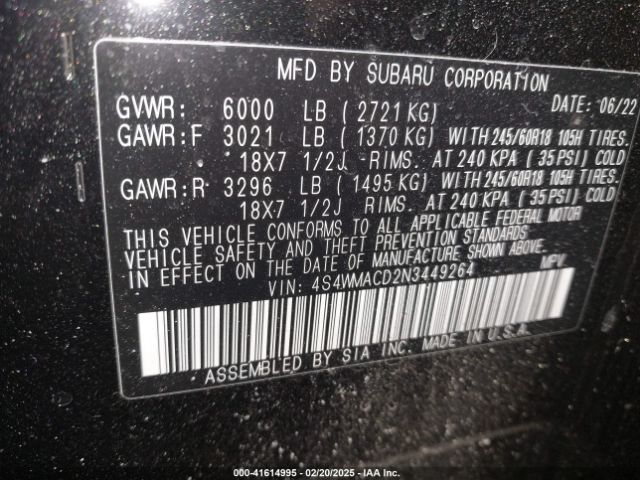 MFD BY SUBARU CORPORATION
GVWR: 6000 LB ( 2721 KG) DATE: 06/22
GAWR:F 3021 LB ( 1370 KG) WITH 245/60R18 105H TIRES.
18X7 1/2J RIMS. AT 240 KPA ( 35 PSI) COLD
GAWR:R 3296 LB ( 1495 KG) WITH 245/60R18 105H TIRES.
18X7 1/2J RIMS. AT 240 KPA ( 35 PSI) COLD
THIS VEHICLE CONFORMS TO ALL APPLICABLE FEDERAL MOTOR
VEHICLE SAFETY AND THEFT PREVENTION STANDARDS
IN EFFECT ON THE DATE OF MANUFACTURE SHOWN ABOVE.
VIN: 4S4WMACD2N3449264 MPV
ASSEMBLED BY SIA INC. MADE IN U.S.A.
000-41614995 - 02/20/2025 - IAA Inc.